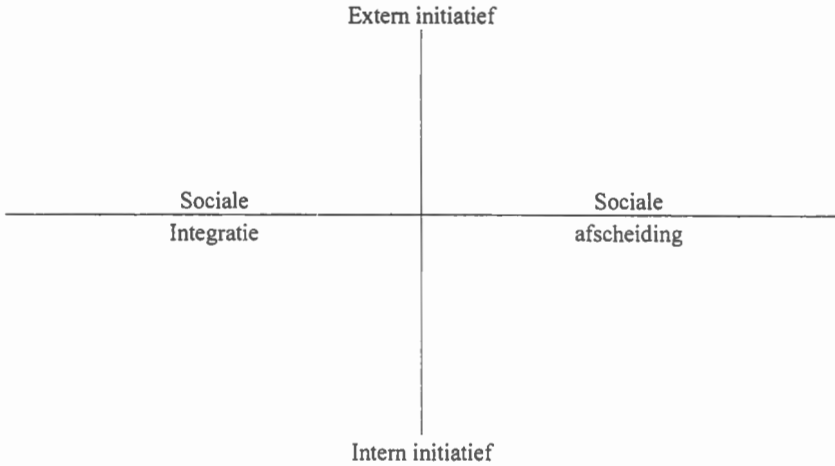 Extern initiatief
Sociale
Sociale
Integratie
afscheiding
Intern initiatief